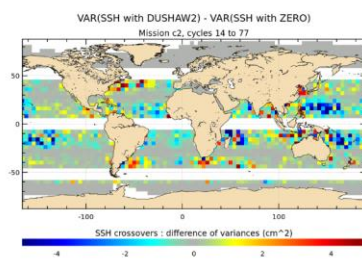 VAR(SSH with DUSHAW2) - VAR(SSH with ZERO)
Mission c2, cycles 14 to 77
50
0
-50
-100 0 100
SSH crossovers : difference of variances (cm^2)
-4 -2 0 2 4